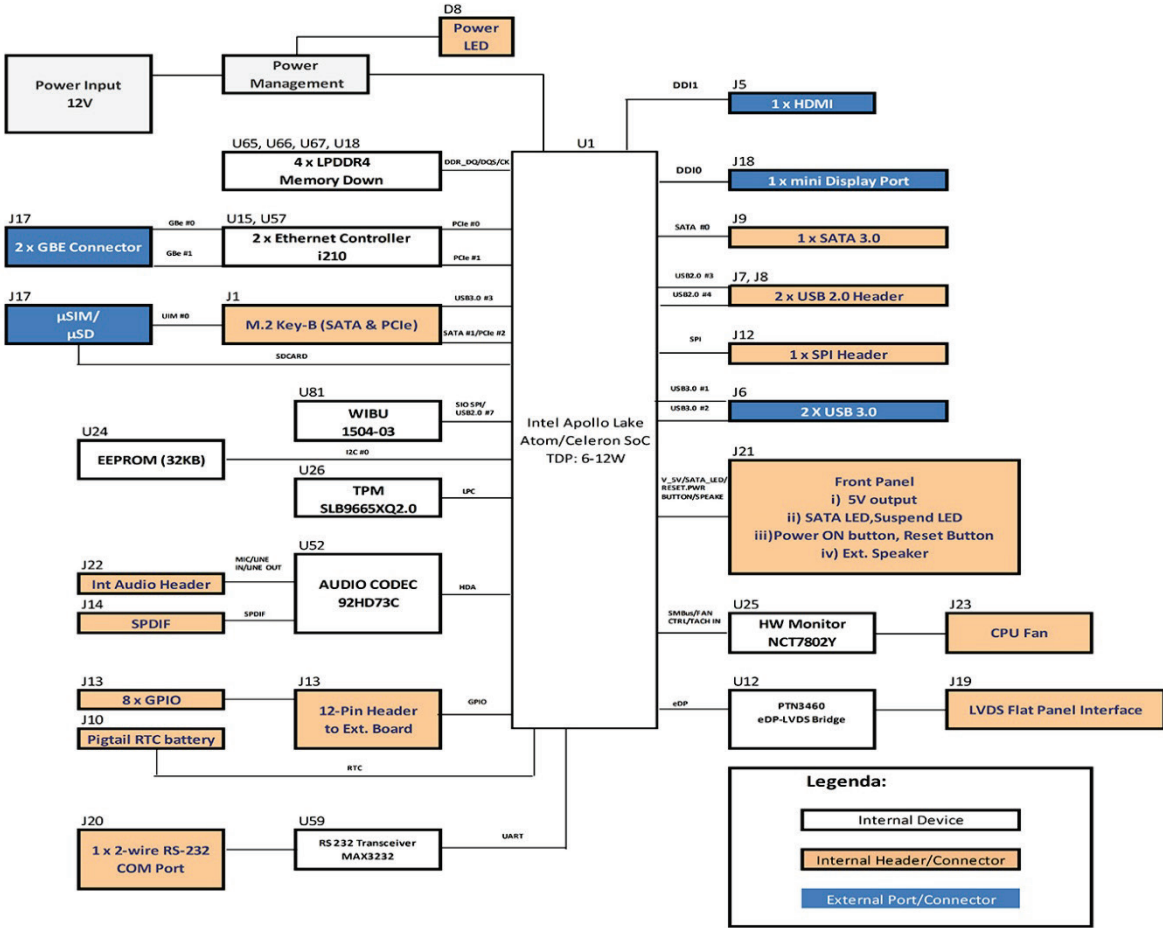 D8
Power
LED
Power Input
12V
Power
Management
U1
Intel Apollo Lake
Atom/Celeron SoC
TDP: 6-12W
U65, U66, U67, U18
4 x LPDDR4
Memory Down
DDR_DQ/DQS/CK
J17
2 x GBE Connector
GBe #0
GBe #1
U15, U57
2 x Ethernet Controller
i210
PCIe #0
PCIe #1
J17
µSIM/
µSD
UIM #0
J1
M.2 Key-B (SATA & PCIe)
USB3.0 #3
SATA #1/PCIe #2
SDCARD
U81
WIBU
1504-03
SIO SPI/
USB2.0 #7
U24
EEPROM (32KB)
I2C #0
U26
TPM
SLB9665XQ2.0
LPC
J22
Int Audio Header
MIC/LINE
IN/LINE OUT
J14
SPDIF
SPDIF
U52
AUDIO CODEC
92HD73C
HDA
J13
8 x GPIO
J13
12-Pin Header
to Ext. Board
GPIO
J10
Pigtail RTC battery
RTC
J20
1 x 2-wire RS-232
COM Port
U59
RS 232 Transceiver
MAX3232
UART
DDI1
J5
1 x HDMI
DDI0
J18
1 x mini Display Port
SATA #0
J9
1 x SATA 3.0
USB2.0 #3
USB2.0 #4
J7, J8
2 x USB 2.0 Header
SPI
J12
1 x SPI Header
USB3.0 #1
USB3.0 #2
J6
2 X USB 3.0
V_5V/SATA_LED/
RESET.PWR
BUTTON/SPEAKE
J21
Front Panel
i) 5V output
ii) SATA LED,Suspend LED
iii)Power ON button, Reset Button
iv) Ext. Speaker
SMBus/FAN
CTRL/TACH IN
U25
HW Monitor
NCT7802Y
J23
CPU Fan
eDP
U12
PTN3460
eDP-LVDS Bridge
J19
LVDS Flat Panel Interface
Legenda:
Internal Device
Internal Header/Connector
External Port/Connector